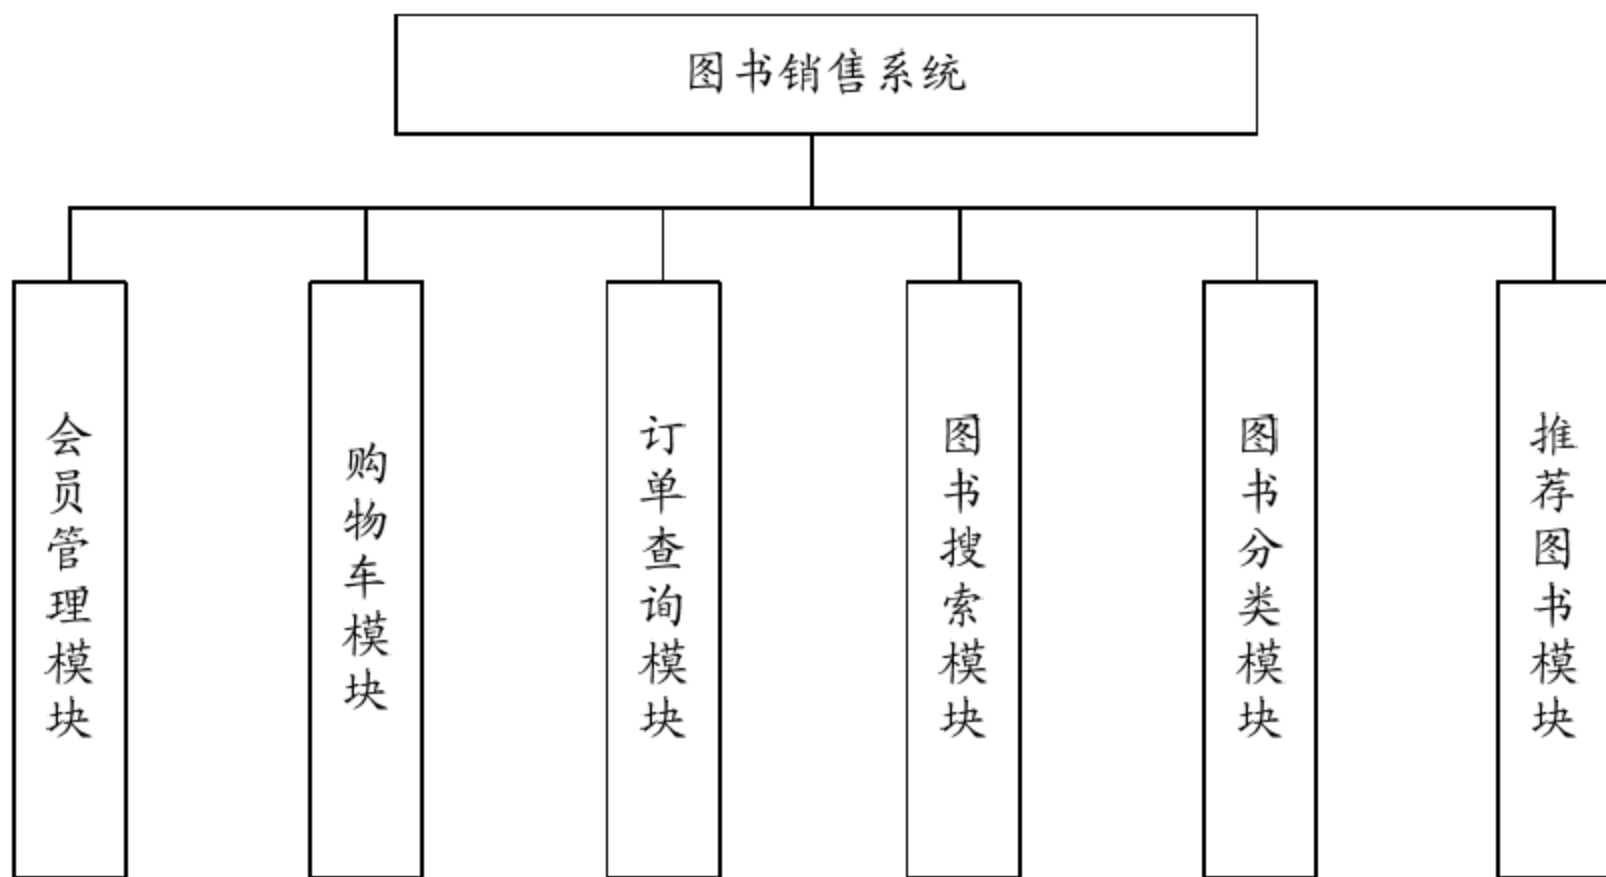 图书销售系统
会员管理模块
购物车模块
订单查询模块
图书搜索模块
图书分类模块
推荐图书模块